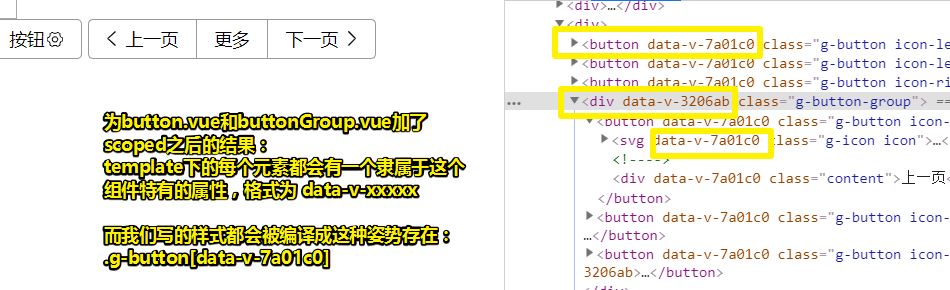 按钮
上一页
更多
下一页
为button.vue和buttonGroup.vue加了
scoped之后的结果：
template下的每个元素都会有一个隶属于这个
组件特有的属性，格式为 data-v-xxxxx
而我们写的样式都会被编译成这种姿势存在：
.g-button[data-v-7a01c0]
<div>…</div>
<div>
<button data-v-7a01c0 class="g-button icon-le
<button data-v-7a01c0 class="g-button icon-le
<button data-v-7a01c0 class="g-button icon-ri
… <div data-v-3206ab class="g-button-group"> ==
<button data-v-7a01c0 class="g-button icon-
<svg data-v-7a01c0 class="g-icon icon">…<
<!---->
<div data-v-7a01c0 class="content">上一页<
</button>
<button data-v-7a01c0 class="g-button icon-
…</button>
<button data-v-7a01c0 class="g-button icon-
3206ab>…</button>
</div>